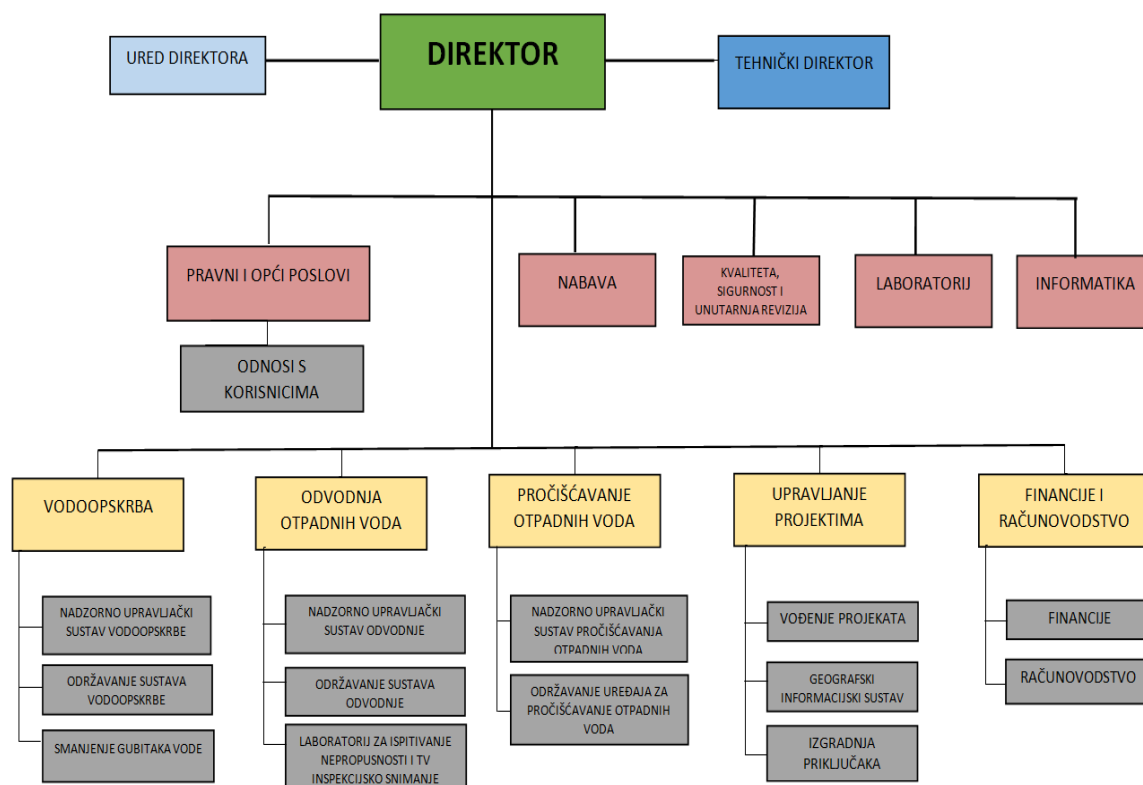 URED DIREKTORA
DIREKTOR
TEHNIČKI DIREKTOR
PRAVNI I OPĆI POSLOVI
NABAVA
KVALITETA,
SIGURNOST I
UNUTARNJA REVIZIJA
LABORATORIJ
INFORMATIKA
ODNOSI S
KORISNICIMA
VODOOPSKRBA
ODVODNJA
OTPADNIH VODA
PROČIŠĆAVANJE
OTPADNIH VODA
UPRAVLJANJE
PROJEKTIMA
FINANCIJE I
RAČUNOVODSTVO
NADZORNO UPRAVLJAČKI
SUSTAV VODOOPSKRBE
ODRŽAVANJE SUSTAVA
VODOOPSKRBE
SMANJENJE GUBITAKA VODE
NADZORNO UPRAVLJAČKI
SUSTAV ODVODNJE
ODRŽAVANJE SUSTAVA
ODVODNJE
LABORATORIJ ZA ISPITIVANJE
NEPROPUSNOSTI I TV
INSPEKCIJSKO SNIMANJE
NADZORNO UPRAVLJAČKI
SUSTAV PROČIŠĆAVANJA
OTPADNIH VODA
ODRŽAVANJE UREĐAJA ZA
PROČIŠĆAVANJE OTPADNIH
VODA
VOĐENJE PROJEKATA
GEOGRAFSKI
INFORMACIJSKI SUSTAV
IZGRADNJA
PRIKLJUČAKA
FINANCIJE
RAČUNOVODSTVO